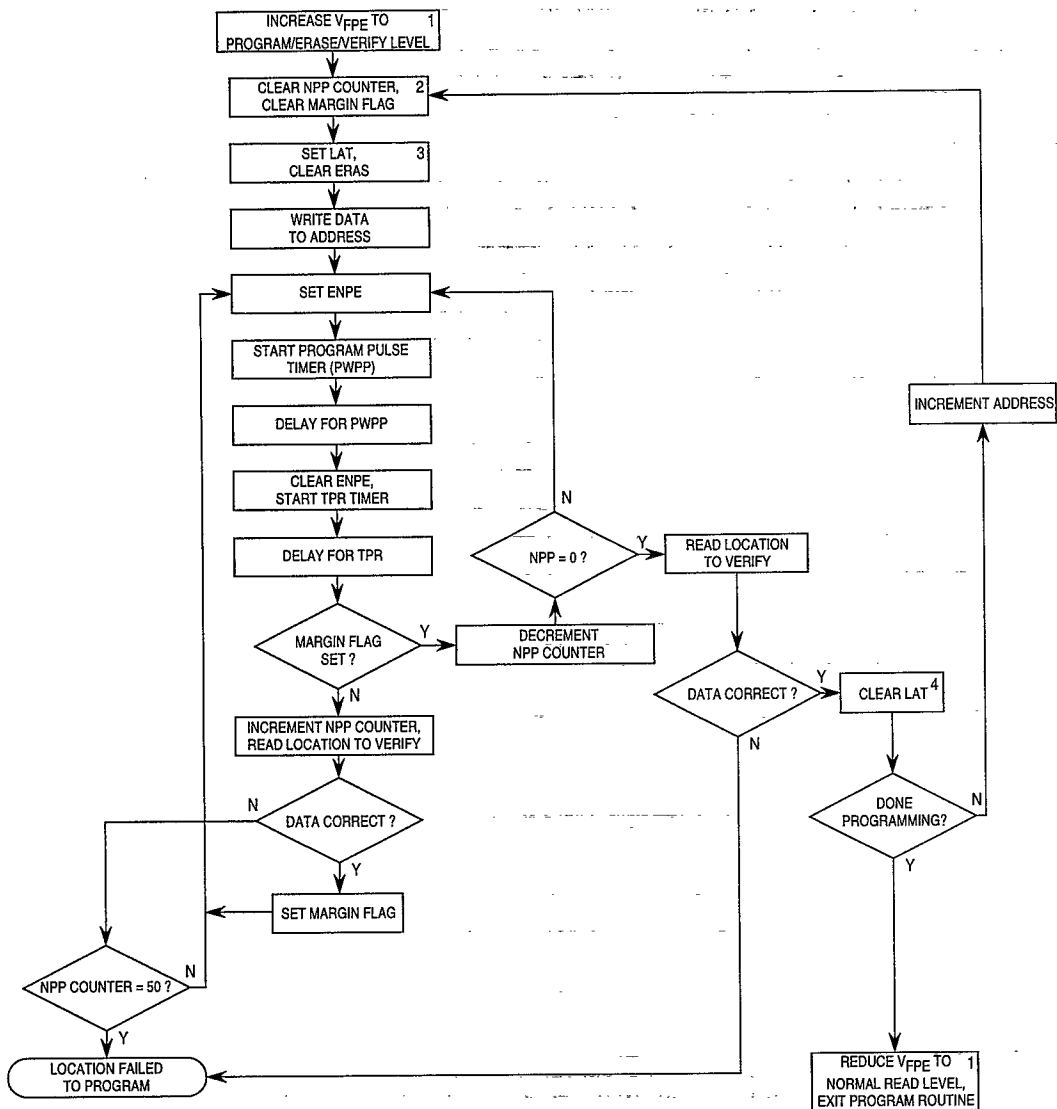 INCREASE VFPE TO 1
PROGRAM/ERASE/VERIFY LEVEL
CLEAR NPP COUNTER, 2
CLEAR MARGIN FLAG
SET LAT, 3
CLEAR ERAS
WRITE DATA
TO ADDRESS
SET ENPE
START PROGRAM PULSE
TIMER (PWPP)
INCREMENT ADDRESS
DELAY FOR PWPP
CLEAR ENPE,
START TPR TIMER
DELAY FOR TPR
N
NPP = 0 ?
Y
READ LOCATION
TO VERIFY
MARGIN FLAG
SET ?
Y
DECREMENT
NPP COUNTER
N
DATA CORRECT ?
Y
CLEAR LAT 4
N
INCREMENT NPP COUNTER,
READ LOCATION TO VERIFY
N
DATA CORRECT ?
Y
DONE
PROGRAMMING?
N
Y
SET MARGIN FLAG
NPP COUNTER = 50 ?
N
Y
LOCATION FAILED
TO PROGRAM
REDUCE VFPE TO 1
NORMAL READ LEVEL,
EXIT PROGRAM ROUTINE